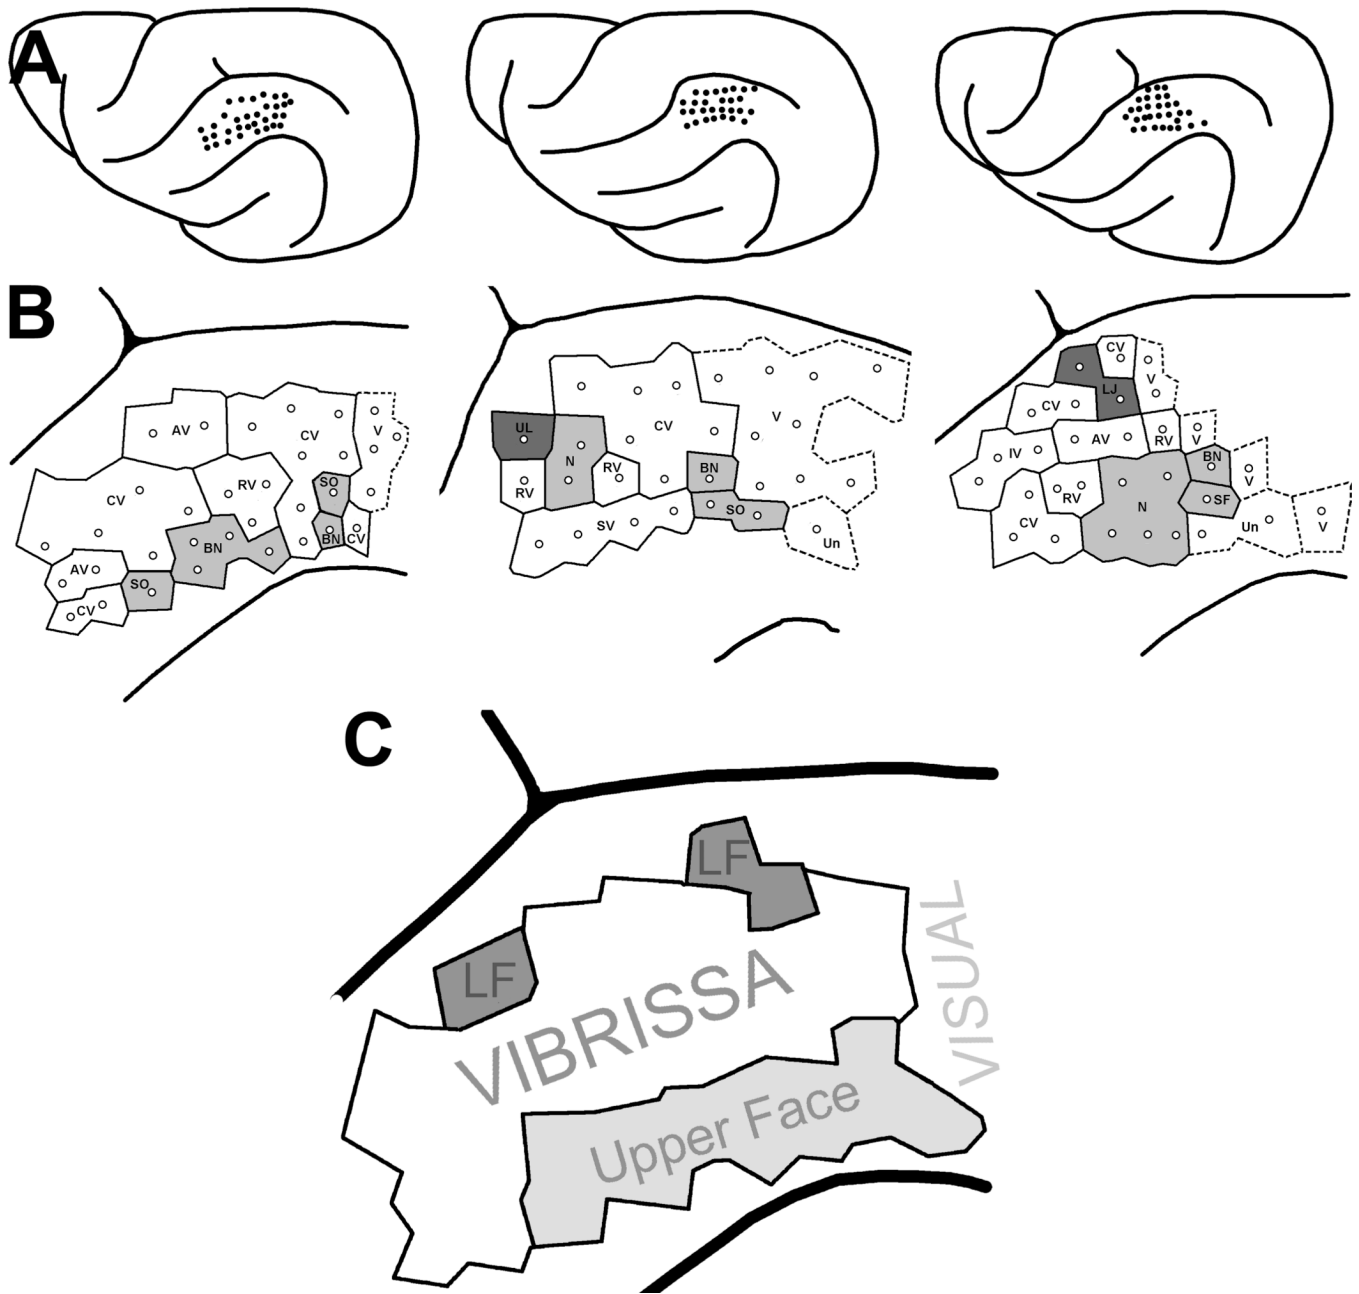 A
B
AV
CV
V
CV
RV
SO
BN
BN
CV
AV
SO
CV
UL
N
RV
RV
CV
V
BN
SO
SV
Un
CV
V
LJ
CV
AV
RV
V
IV
BN
V
RV
N
SF
CV
Un
V
C
LF
LF
VIBRISSA
VISUAL
Upper Face